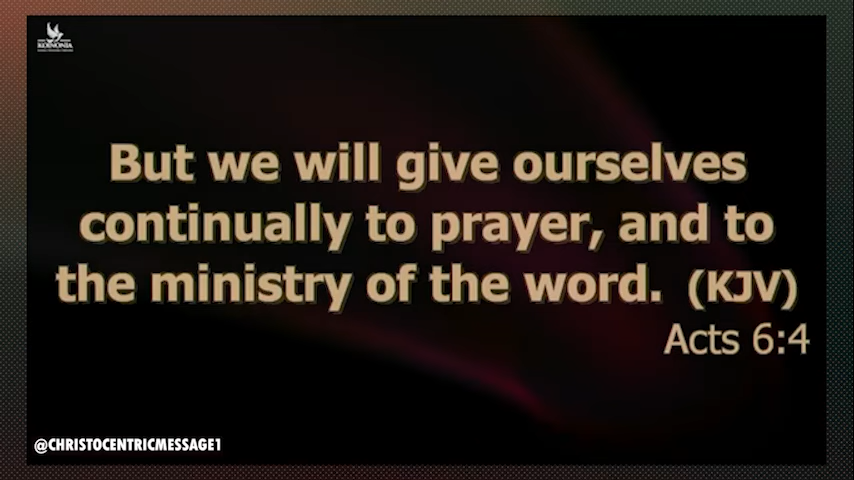 KOINONIA
But we will give ourselves
continually to prayer, and to
the ministry of the word. (KJV)
Acts 6:4
@CHRISTOCENTRICMESSAGE1